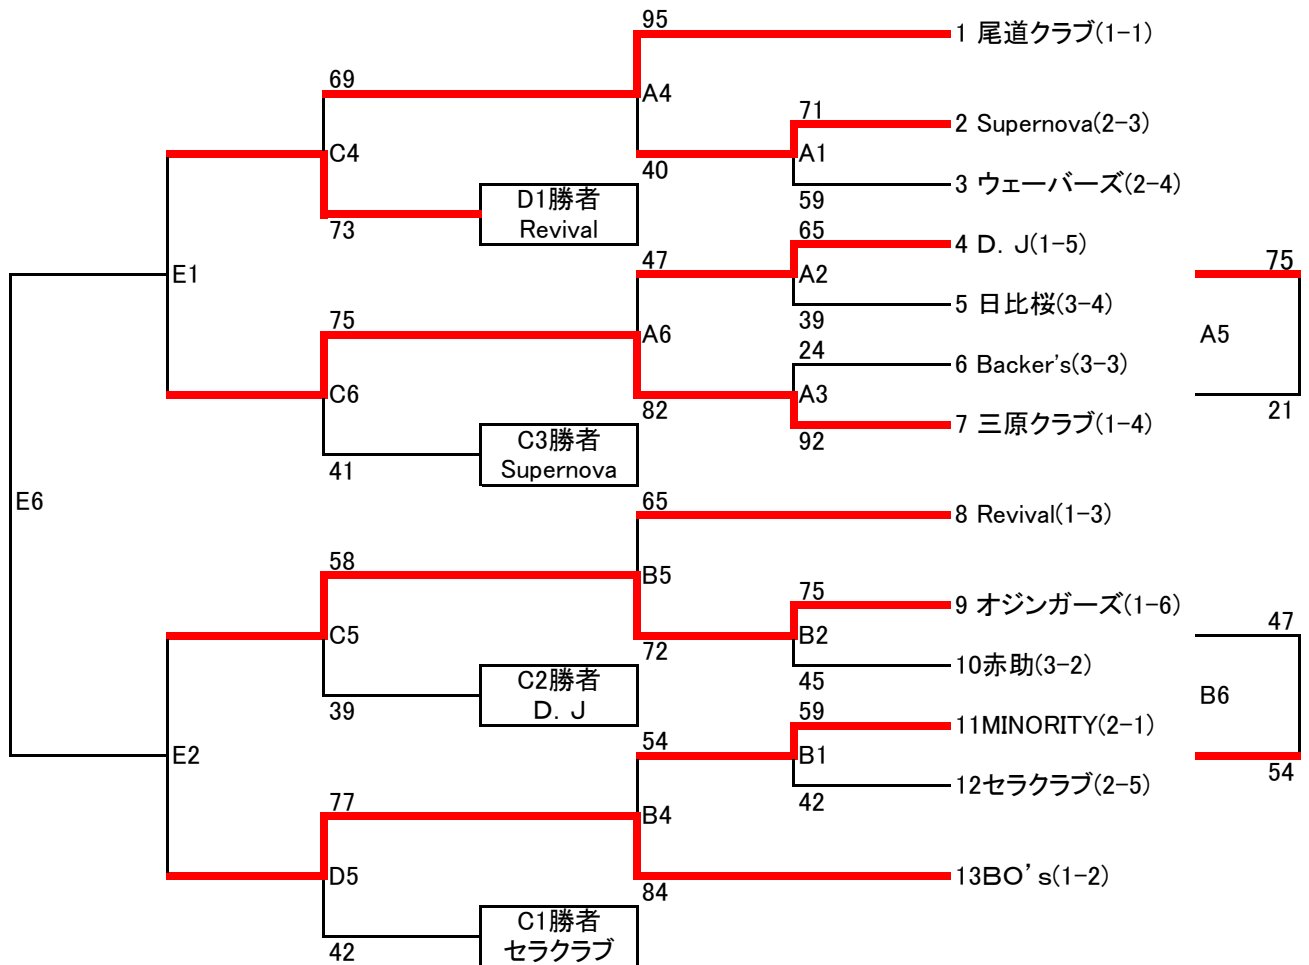 95
1 尾道クラブ(1-1)
69
A4
71
2 Supernova(2-3)
C4
A1
40
3 ウェーバーズ(2-4)
D1勝者
Revival
59
73
65
4 D. J(1-5)
47
75
E1
A2
5 日比桜(3-4)
75
39
A6
A5
24
6 Backer's(3-3)
C6
A3
82
21
7 三原クラブ(1-4)
C3勝者
Supernova
92
41
E6
65
8 Revival(1-3)
58
B5
75
9 オジンガーズ(1-6)
47
C5
B2
72
10赤助(3-2)
C2勝者
D. J
45
B6
39
59
11MINORITY(2-1)
54
E2
B1
54
12セラクラブ(2-5)
77
42
B4
D5
13BO's(1-2)
84
C1勝者
セラクラブ
42